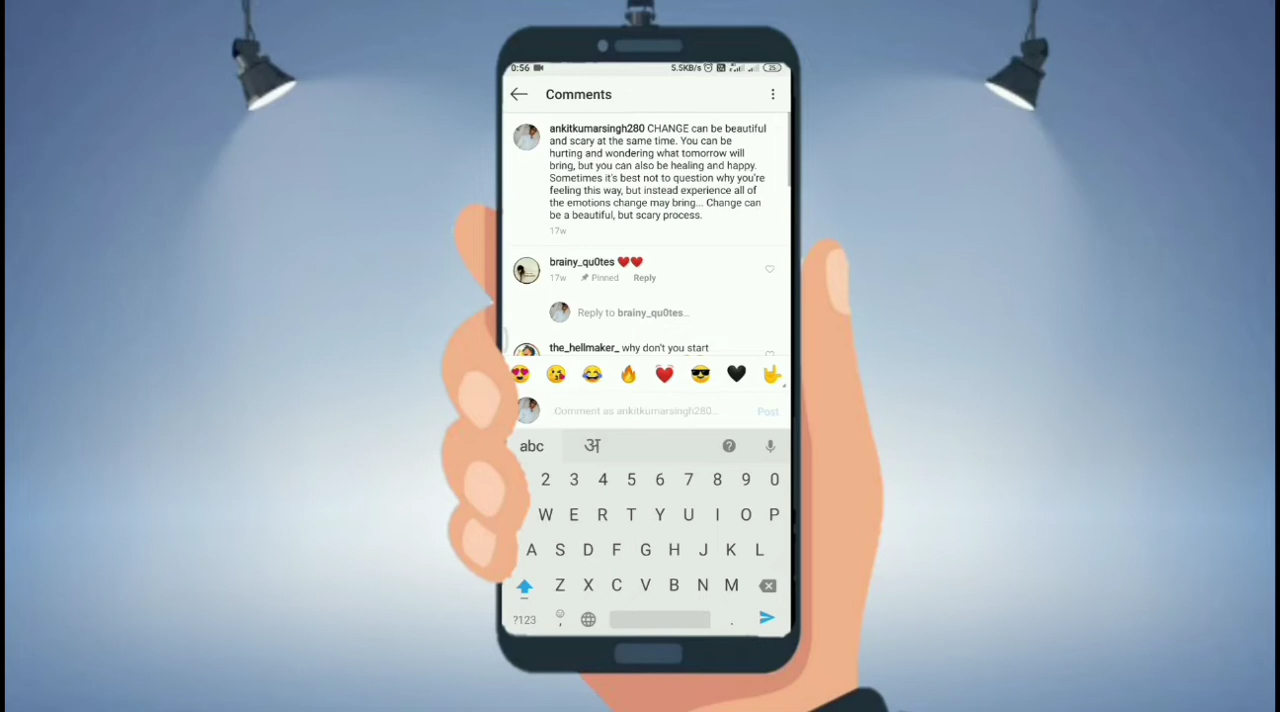 0:56 5.5KB/s 25
Comments
ankitkumarsingh280 CHANGE can be beautiful
and scary at the same time. You can be
hurting and wondering what tomorrow will
bring, but you can also be healing and happy.
Sometimes it's best not to question why you're
feeling this way, but instead experience all of
the emotions change may bring... Change can
be a beautiful, but scary process.
17w
brainy_qu0tes ❤️❤️
17w Pinned Reply
Reply to brainy_qu0tes...
the_hellmaker_ why don't you start
😍 😘 😂 🔥 💓 😎 🖤 🤟
Comment as ankitkumarsingh280... Post
abc अ ?
2 3 4 5 6 7 8 9 0
W E R T Y U I O P
A S D F G H J K L
Z X C V B N M
?123 , .